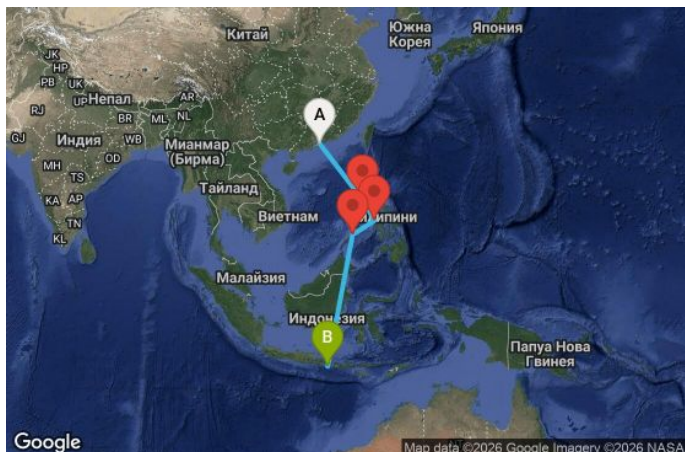 Китай
Южна
Корея
Япония
JK
HP
PB
UK
RJ
UP
Непал
AR
BR
ML
NL
GJ
Индия
WB
Мианмар
(Бирма)
MH
OD
TS
Тайланд
KA
AP
Виетнам
TN
KL
Малайзия
Индонезия
Папуа Нова
Гвинея
A
B
Google
Map data ©2026 Google Imagery ©2026 NASA